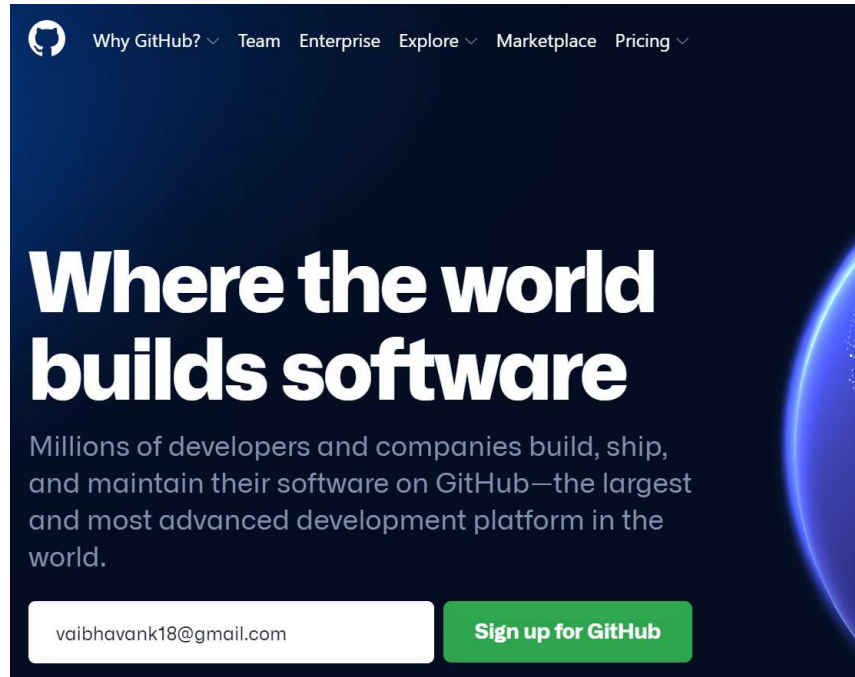 Why GitHub? Team Enterprise Explore Marketplace Pricing
Where the world
builds software
Millions of developers and companies build, ship,
and maintain their software on GitHub—the largest
and most advanced development platform in the
world.
vaibhavank18@gmail.com Sign up for GitHub